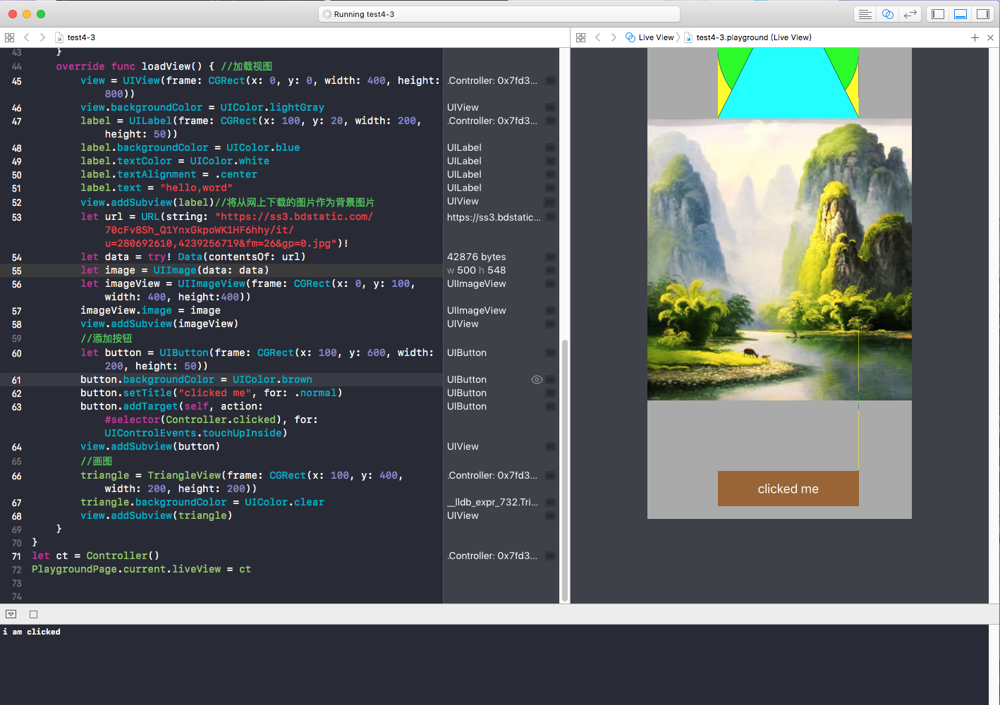 Running test4-3
test4-3
Live View
test4-3.playground (Live View)
43 }
44 override func loadView() { //加载视图
45 view = UIView(frame: CGRect(x: 0, y: 0, width: 400, height:
800))
.Controller: 0x7fd3...
46 view.backgroundColor = UIColor.lightGray
UIView
47 label = UILabel(frame: CGRect(x: 100, y: 20, width: 200,
height: 50))
.Controller: 0x7fd3...
48 label.backgroundColor = UIColor.blue
UILabel
49 label.textColor = UIColor.white
UILabel
50 label.textAlignment = .center
UILabel
51 label.text = "hello,word"
UILabel
52 view.addSubview(label)//将从网上下载的图片作为背景图片
UIView
53 let url = URL(string: "https://ss3.bdstatic.com/
70cFv8Sh_Q1YnxGkpoWK1HF6hhy/it/
u=280692610,4239256719&fm=26&gp=0.jpg")!
https://ss3.bdstatic...
54 let data = try! Data(contentsOf: url)
42876 bytes
55 let image = UIImage(data: data)
w 500 h 548
56 let imageView = UIImageView(frame: CGRect(x: 0, y: 100,
width: 400, height:400))
UIImageView
57 imageView.image = image
UIImageView
58 view.addSubview(imageView)
UIView
59 //添加按钮
60 let button = UIButton(frame: CGRect(x: 100, y: 600, width:
200, height: 50))
UIButton
61 button.backgroundColor = UIColor.brown
UIButton
62 button.setTitle("clicked me", for: .normal)
UIButton
63 button.addTarget(self, action:
#selector(Controller.clicked), for:
UIControlEvents.touchUpInside)
UIButton
64 view.addSubview(button)
UIView
65 //画图
66 triangle = TriangleView(frame: CGRect(x: 100, y: 400,
width: 200, height: 200))
.Controller: 0x7fd3...
67 triangle.backgroundColor = UIColor.clear
__lldb_expr_732.Tri...
68 view.addSubview(triangle)
UIView
69 }
70 }
71 let ct = Controller()
.Controller: 0x7fd3...
72 PlaygroundPage.current.liveView = ct
73
74
clicked me
i am clicked